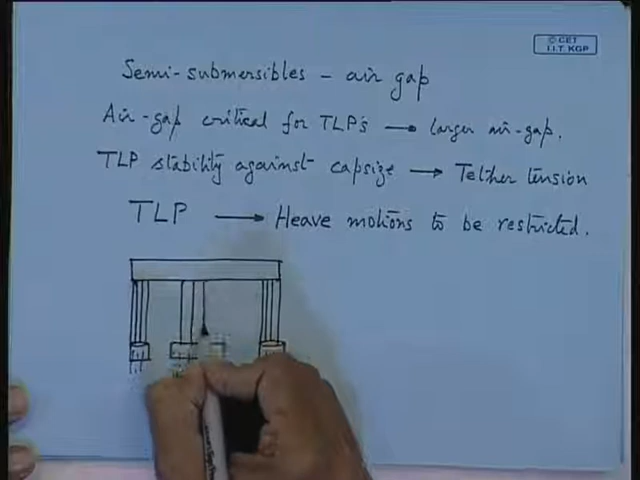 © CET
I.I.T. KGP
Semi-submersibles – air gap
Air-gap critical for TLP's → larger air-gap.
TLP stability against capsize → Tether tension
TLP → Heave motions to be restricted.